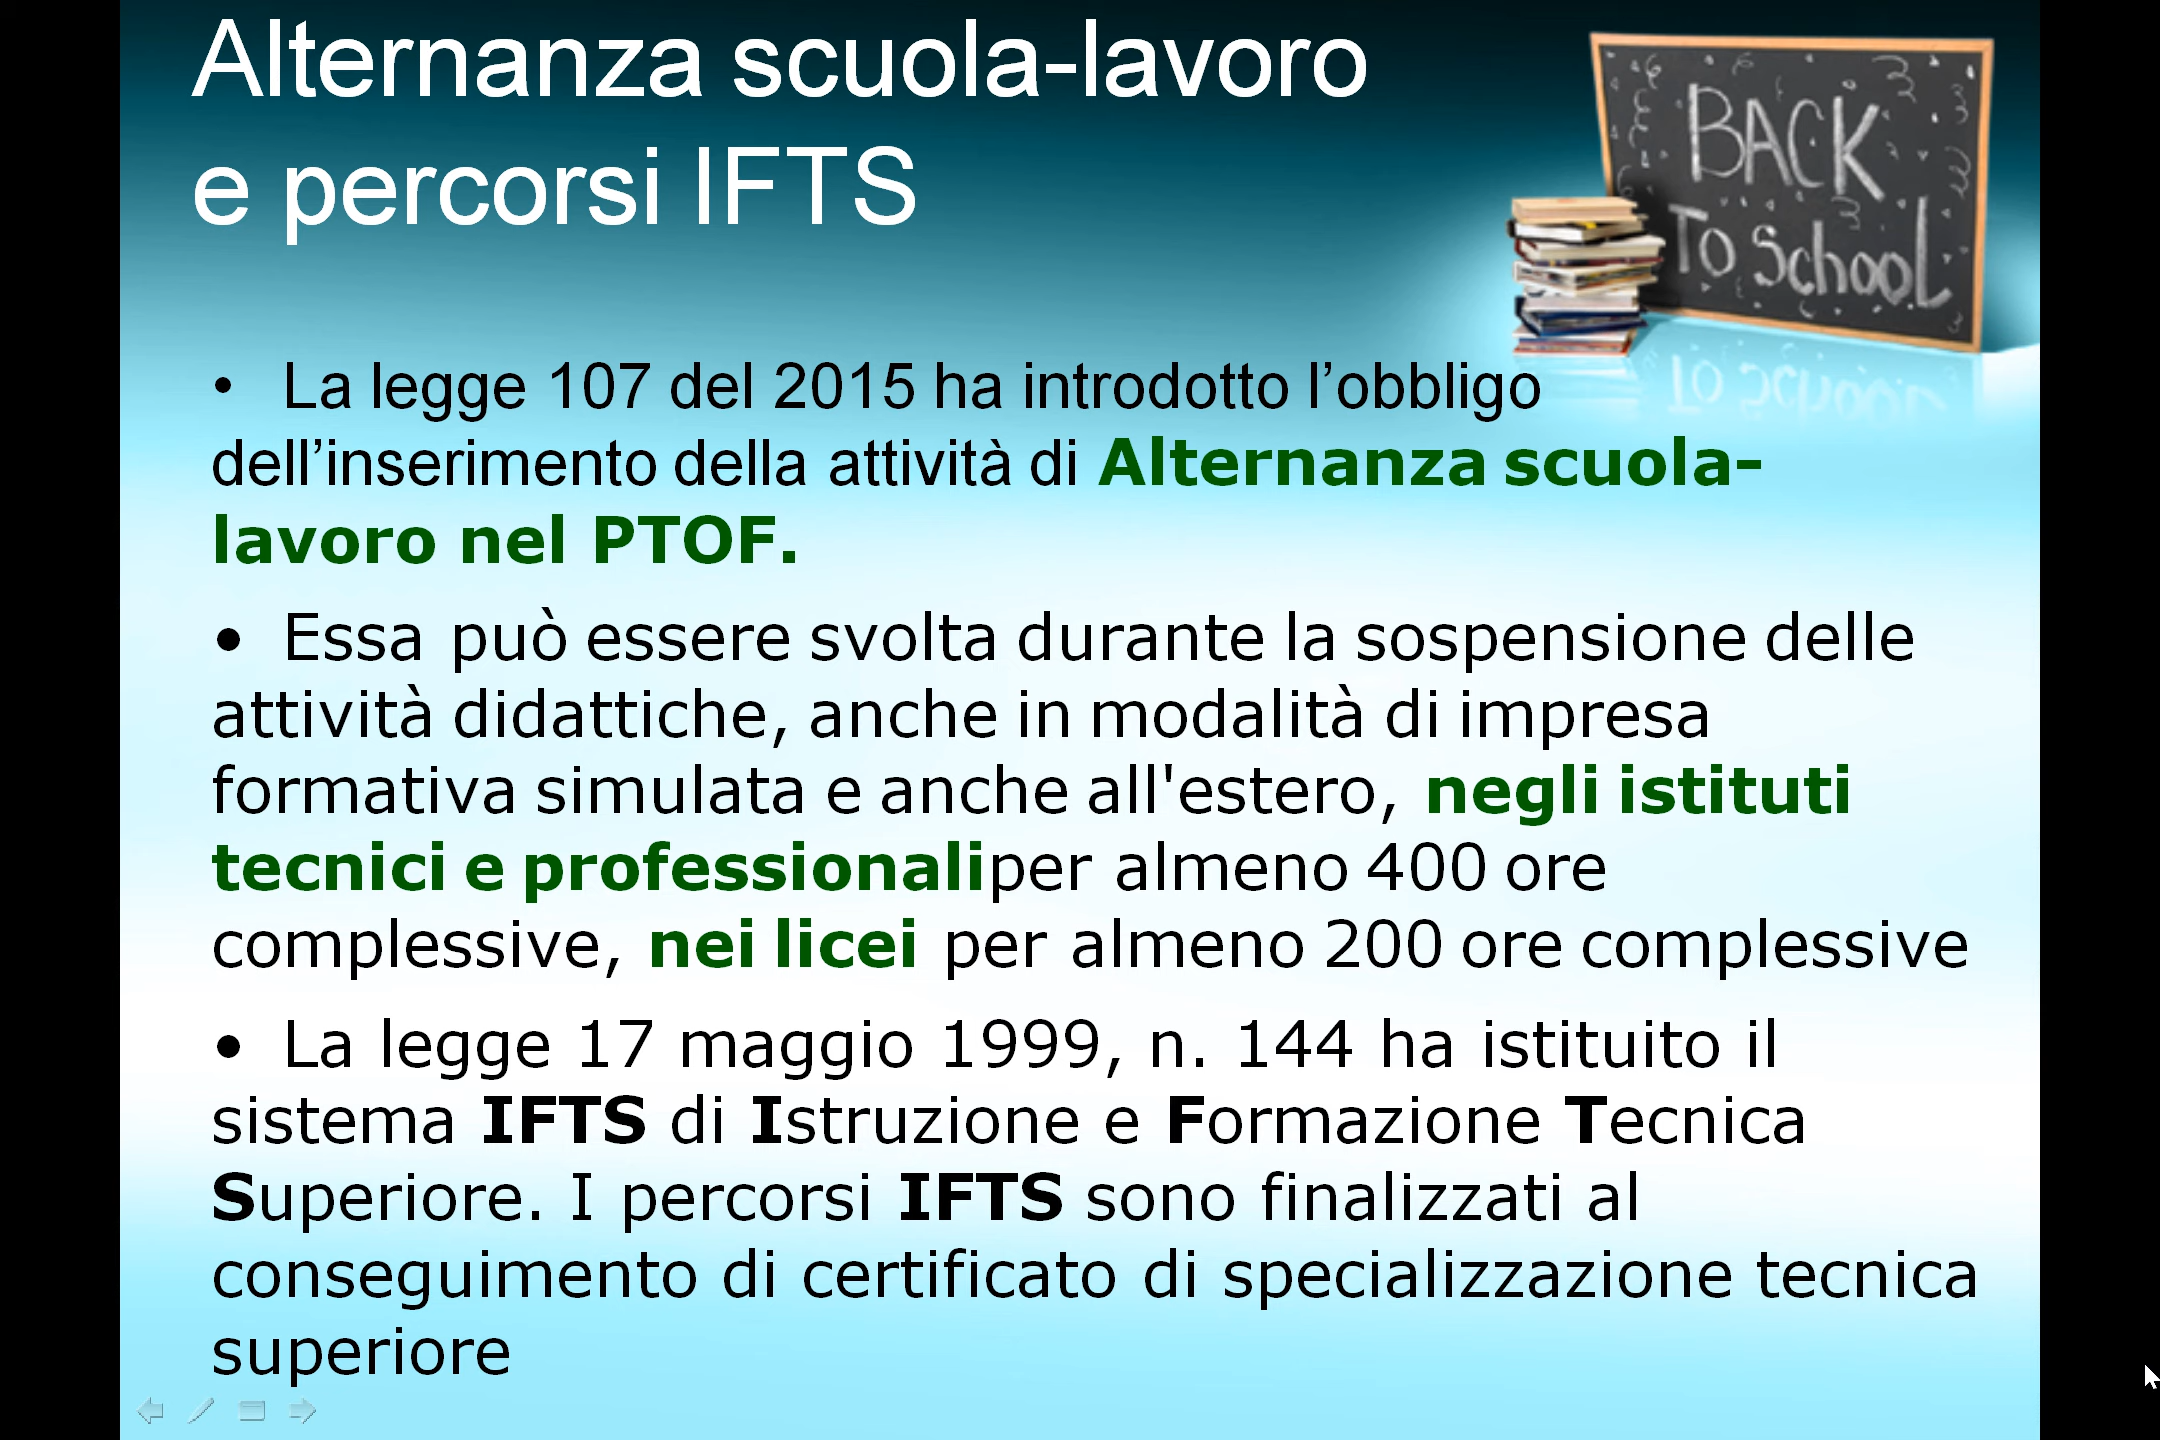 Alternanza scuola-lavoro
e percorsi IFTS
BACK
To School
• La legge 107 del 2015 ha introdotto l’obbligo
dell’inserimento della attività di Alternanza scuola-
lavoro nel PTOF.
• Essa può essere svolta durante la sospensione delle
attività didattiche, anche in modalità di impresa
formativa simulata e anche all'estero, negli istituti
tecnici e professionaliper almeno 400 ore
complessive, nei licei per almeno 200 ore complessive
• La legge 17 maggio 1999, n. 144 ha istituito il
sistema IFTS di Istruzione e Formazione Tecnica
Superiore. I percorsi IFTS sono finalizzati al
conseguimento di certificato di specializzazione tecnica
superiore